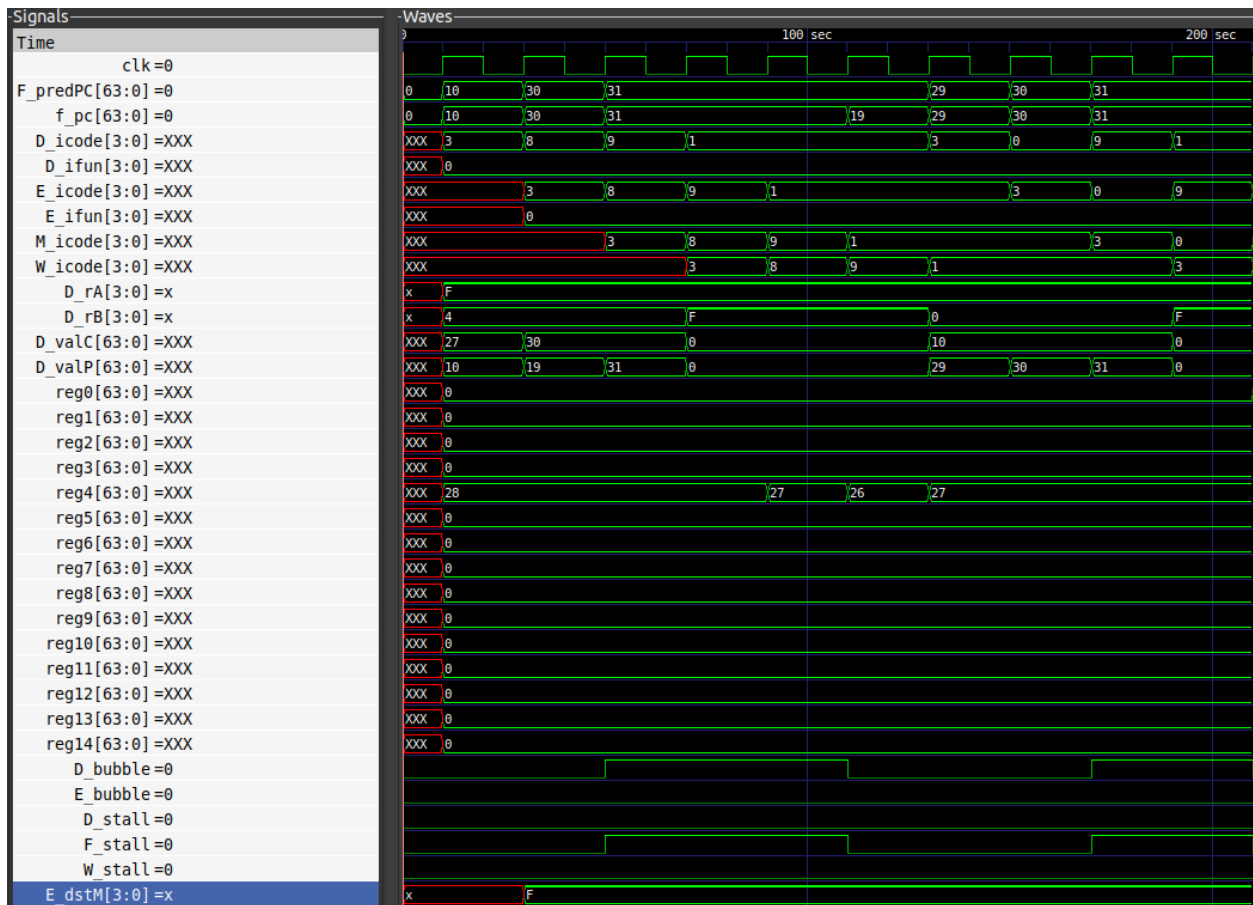 Signals Waves
Time 0 100 sec 200 sec
clk=0
F_predPC[63:0]=0 0 10 30 31 29 30 31
f_pc[63:0]=0 0 10 30 31 19 29 30 31
D_icode[3:0]=XXX XXX 3 8 9 1 3 0 9 1
D_ifun[3:0]=XXX XXX 0
E_icode[3:0]=XXX XXX 3 8 9 1 3 0 9
E_ifun[3:0]=XXX XXX 0
M_icode[3:0]=XXX XXX 3 8 9 1 3 0
W_icode[3:0]=XXX XXX 3 8 9 1 3
D_rA[3:0]=x x F
D_rB[3:0]=x x 4 F 0 F
D_valC[63:0]=XXX XXX 27 30 0 10 0
D_valP[63:0]=XXX XXX 10 19 31 0 29 30 31 0
reg0[63:0]=XXX XXX 0
reg1[63:0]=XXX XXX 0
reg2[63:0]=XXX XXX 0
reg3[63:0]=XXX XXX 0
reg4[63:0]=XXX XXX 28 27 26 27
reg5[63:0]=XXX XXX 0
reg6[63:0]=XXX XXX 0
reg7[63:0]=XXX XXX 0
reg8[63:0]=XXX XXX 0
reg9[63:0]=XXX XXX 0
reg10[63:0]=XXX XXX 0
reg11[63:0]=XXX XXX 0
reg12[63:0]=XXX XXX 0
reg13[63:0]=XXX XXX 0
reg14[63:0]=XXX XXX 0
D_bubble=0
E_bubble=0
D_stall=0
F_stall=0
W_stall=0
E_dstM[3:0]=x x F